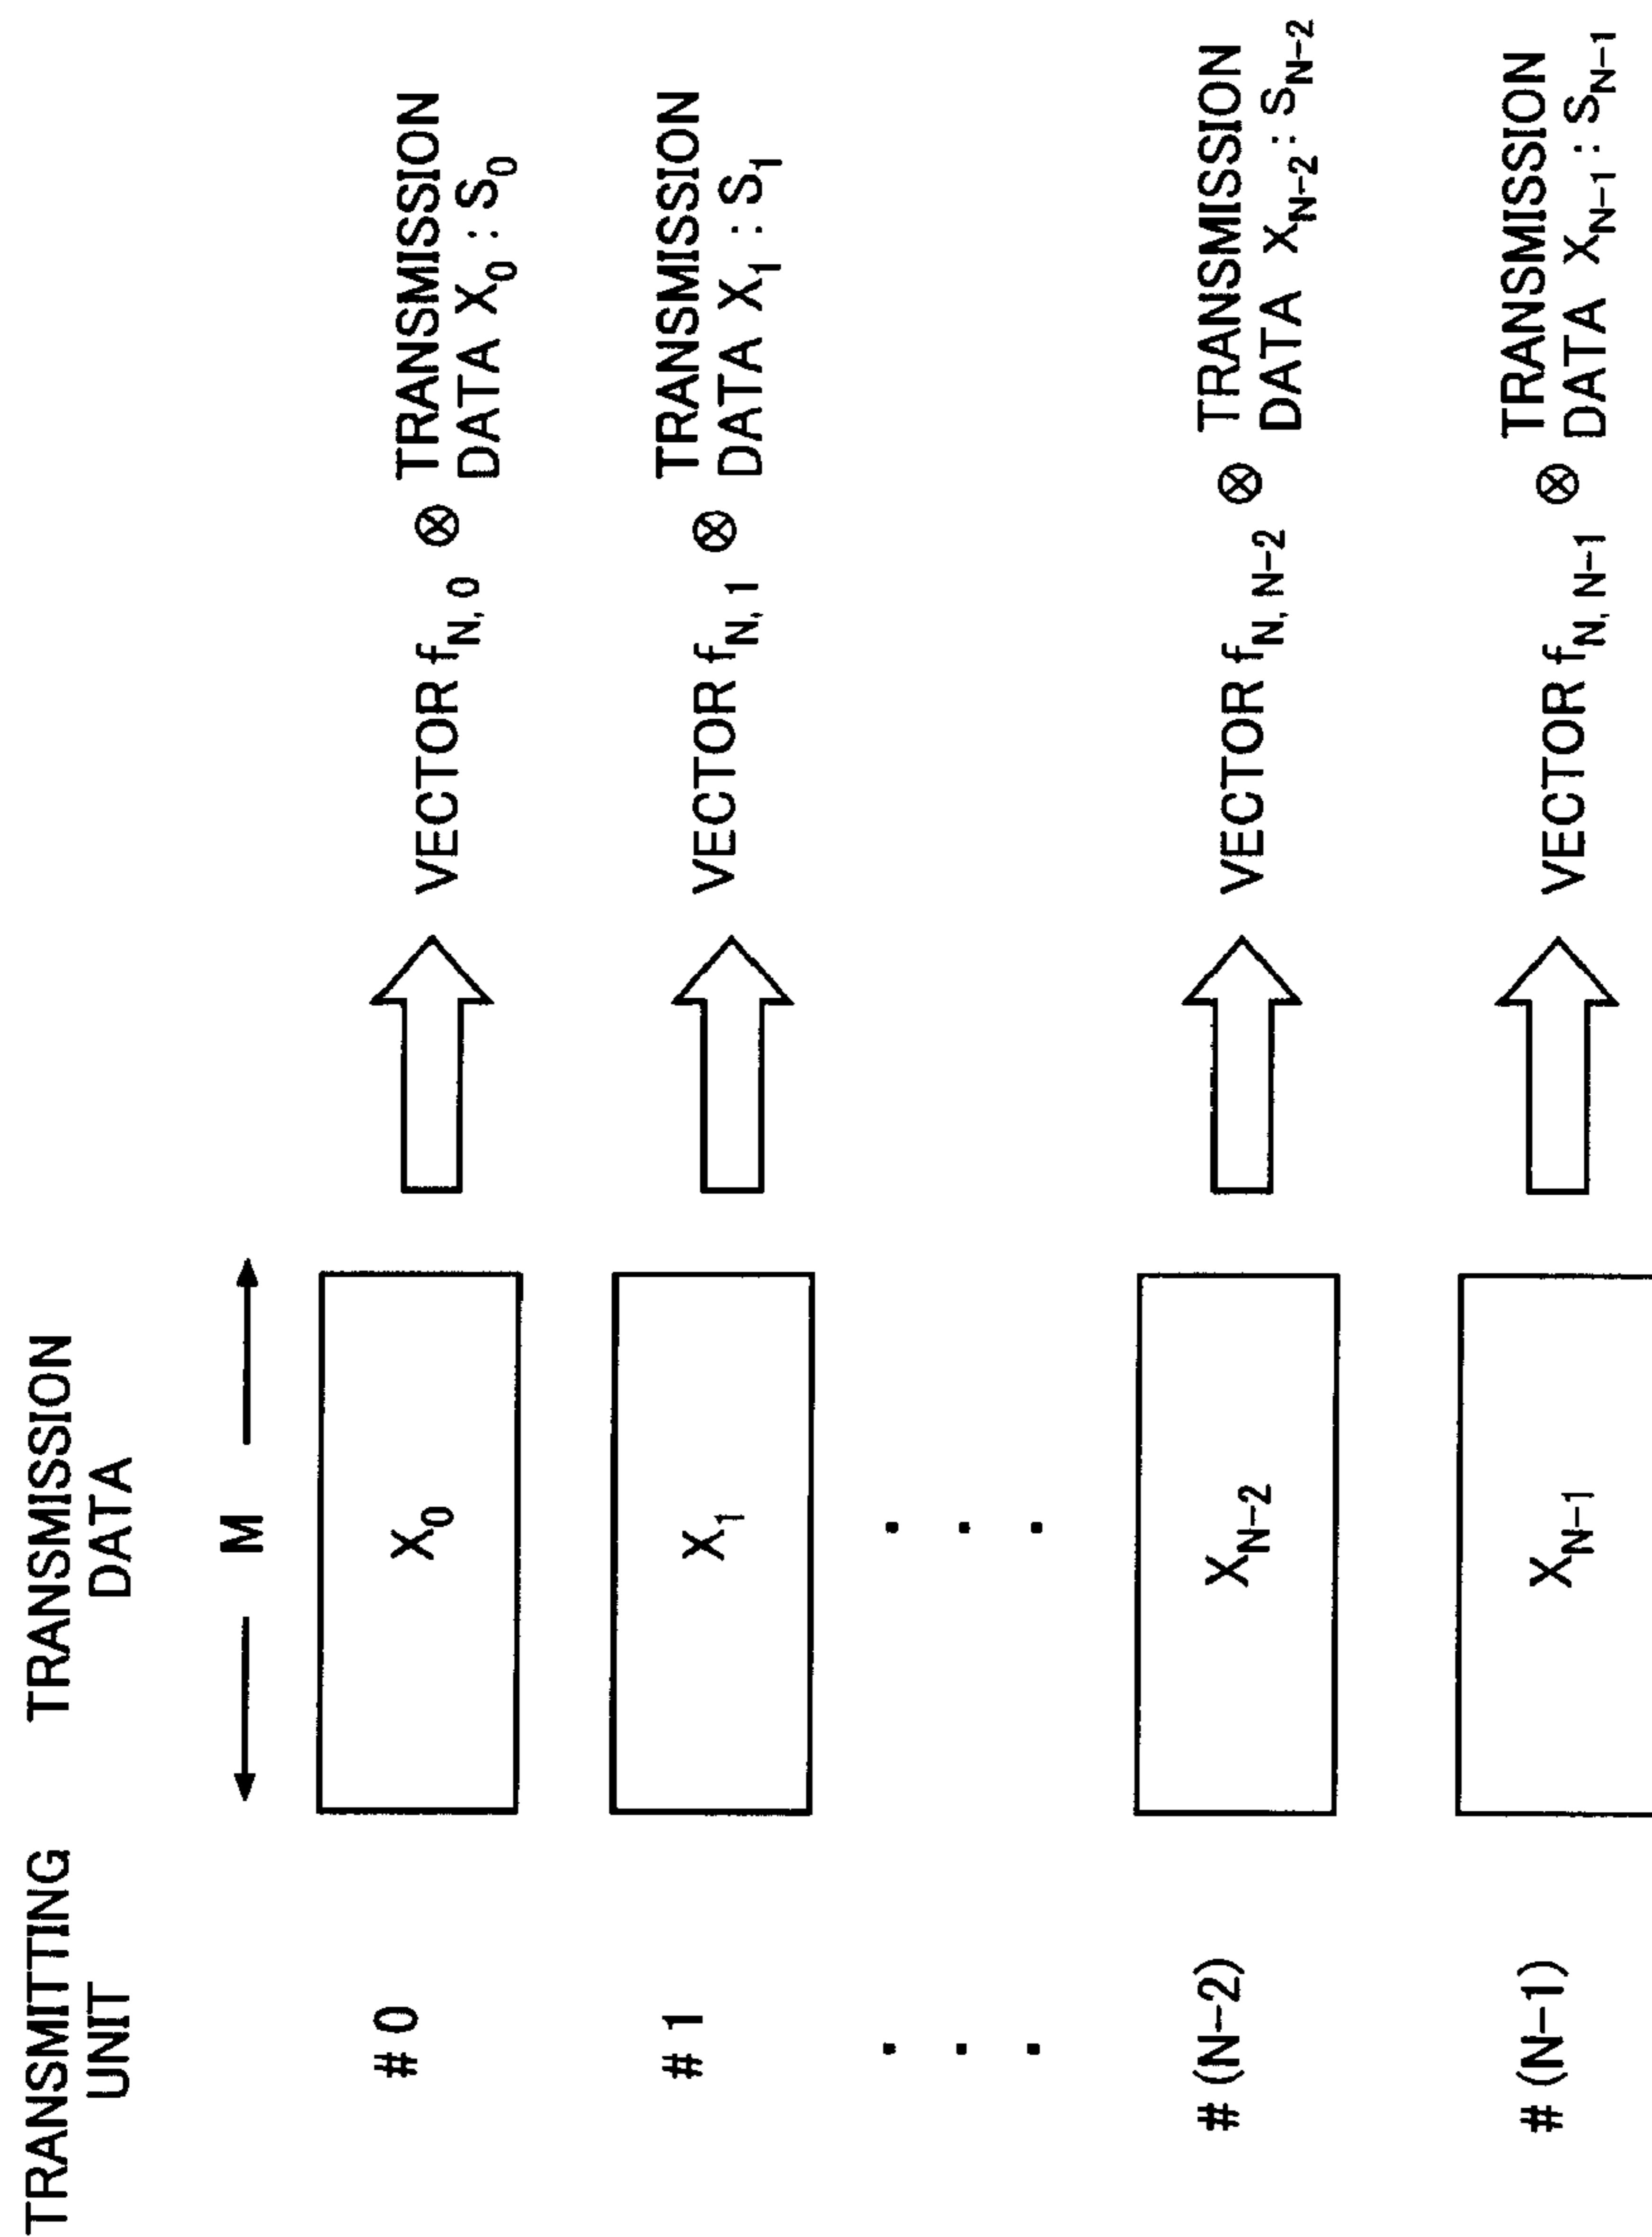 TRANSMITTING
UNIT
TRANSMISSION
DATA
M
# 0
X0
VECTOR fN, 0 ⊗ TRANSMISSION
DATA X0 : S0
# 1
X1
VECTOR fN, 1 ⊗ TRANSMISSION
DATA X1 : S1
. . .
. . .
# (N-2)
XN-2
VECTOR fN, N-2 ⊗ TRANSMISSION
DATA XN-2 : SN-2
# (N-1)
XN-1
VECTOR fN, N-1 ⊗ TRANSMISSION
DATA XN-1 : SN-1